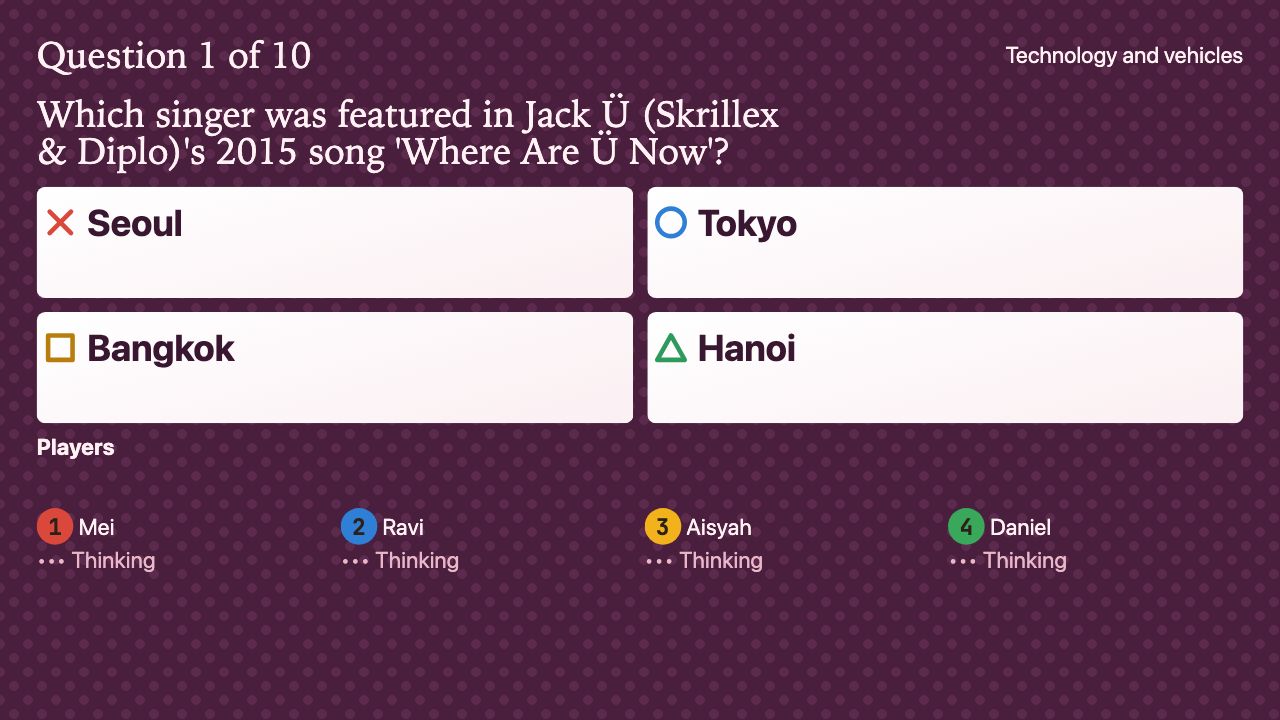 Question 1 of 10
Technology and vehicles
Which singer was featured in Jack Ü (Skrillex
& Diplo)'s 2015 song 'Where Are Ü Now'?
Seoul
Tokyo
Bangkok
Hanoi
Players
1 Mei
2 Ravi
3 Aisyah
4 Daniel
••• Thinking
••• Thinking
••• Thinking
••• Thinking